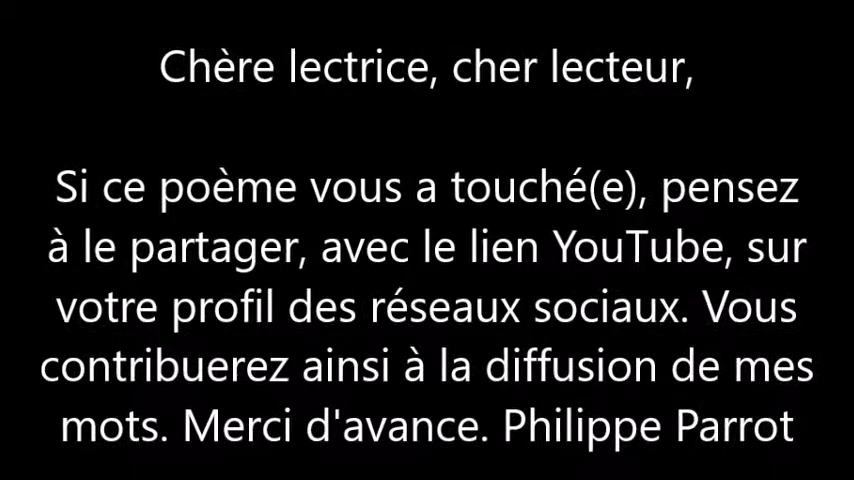 Chère lectrice, cher lecteur,
Si ce poème vous a touché(e), pensez
à le partager, avec le lien YouTube, sur
votre profil des réseaux sociaux. Vous
contribuerez ainsi à la diffusion de mes
mots. Merci d'avance. Philippe Parrot